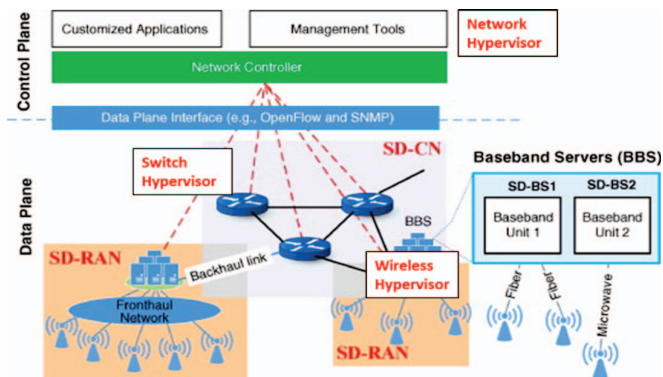 Control Plane
Customized Applications
Management Tools
Network
Hypervisor
Network Controller
Data Plane Interface (e.g., OpenFlow and SNMP)
Data Plane
SD-CN
Switch
Hypervisor
Baseband Servers (BBS)
SD-BS1
SD-BS2
Baseband
Unit 1
Baseband
Unit 2
BBS
SD-RAN
Backhaul link
Wireless
Hypervisor
Fronthaul
Network
SD-RAN
Fiber
Fiber
Microwave